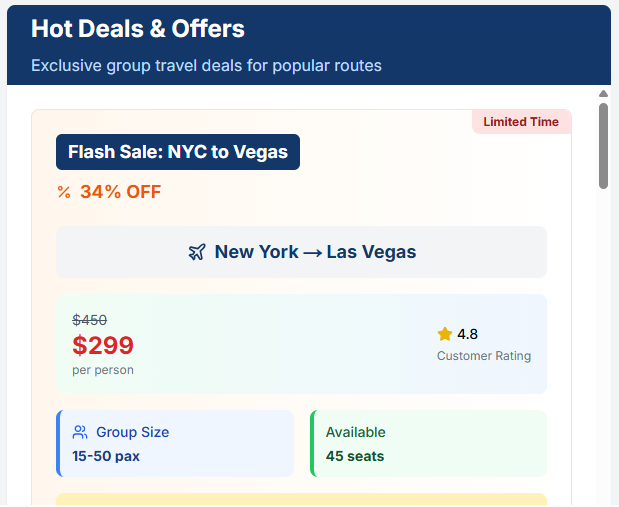 Hot Deals & Offers
Exclusive group travel deals for popular routes
Limited Time
Flash Sale: NYC to Vegas
% 34% OFF
New York → Las Vegas
$450
$299
per person
4.8
Customer Rating
Group Size
15-50 pax
Available
45 seats